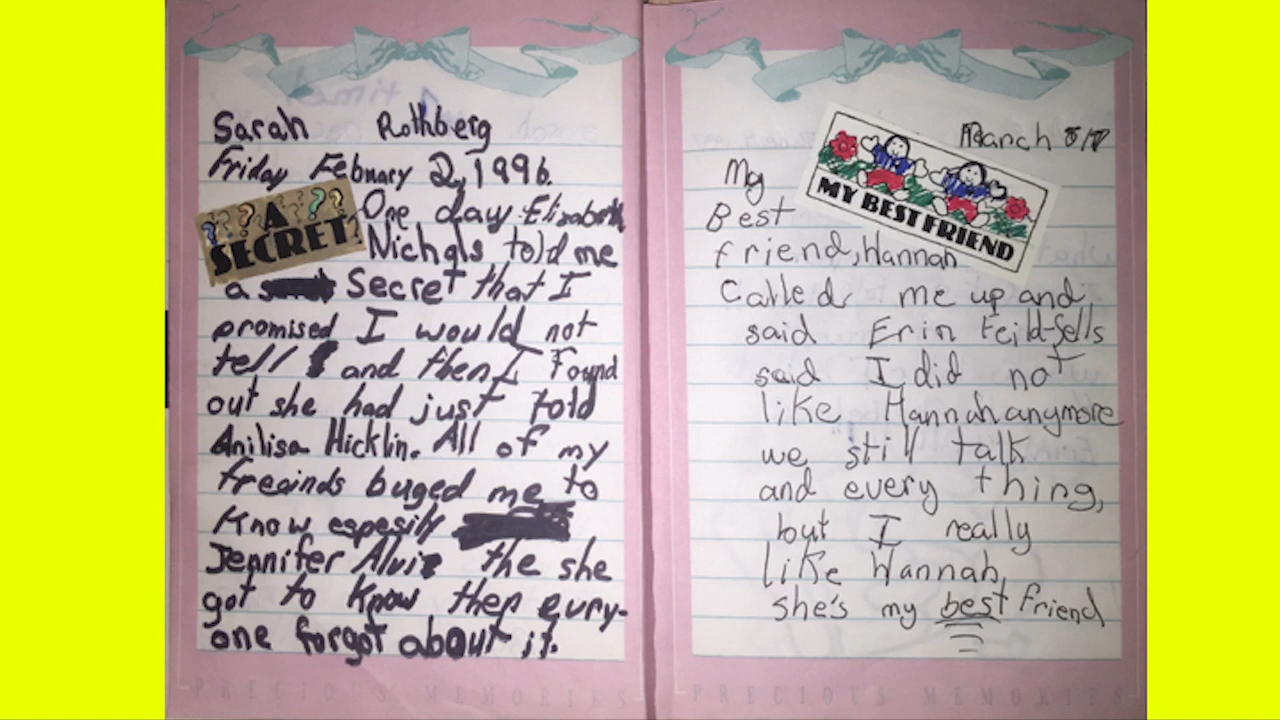 Sarah Rothberg
Friday February 2, 1996.
? ? ? A ? ?
SECRET
One day Elizabeth
Nichols told me
a Secret that I
promised I would not
tell and then I Found
out she had just told
Anilisa Hicklin. All of my
freainds buged me to
Know espesilly
Jennifer Alvi the she
got to Know then evry-
one forgot about it.
PRECIOUS MEMORIES
March
MY BEST FRIEND
My
Best
friend, Hannah
Called me up and
said Erin Feild-Sells
said I did not
like Hannah anymore
we still talk
and every thing,
but I really
like Hannah,
she's my best friend
PRECIOUS MEMORIES